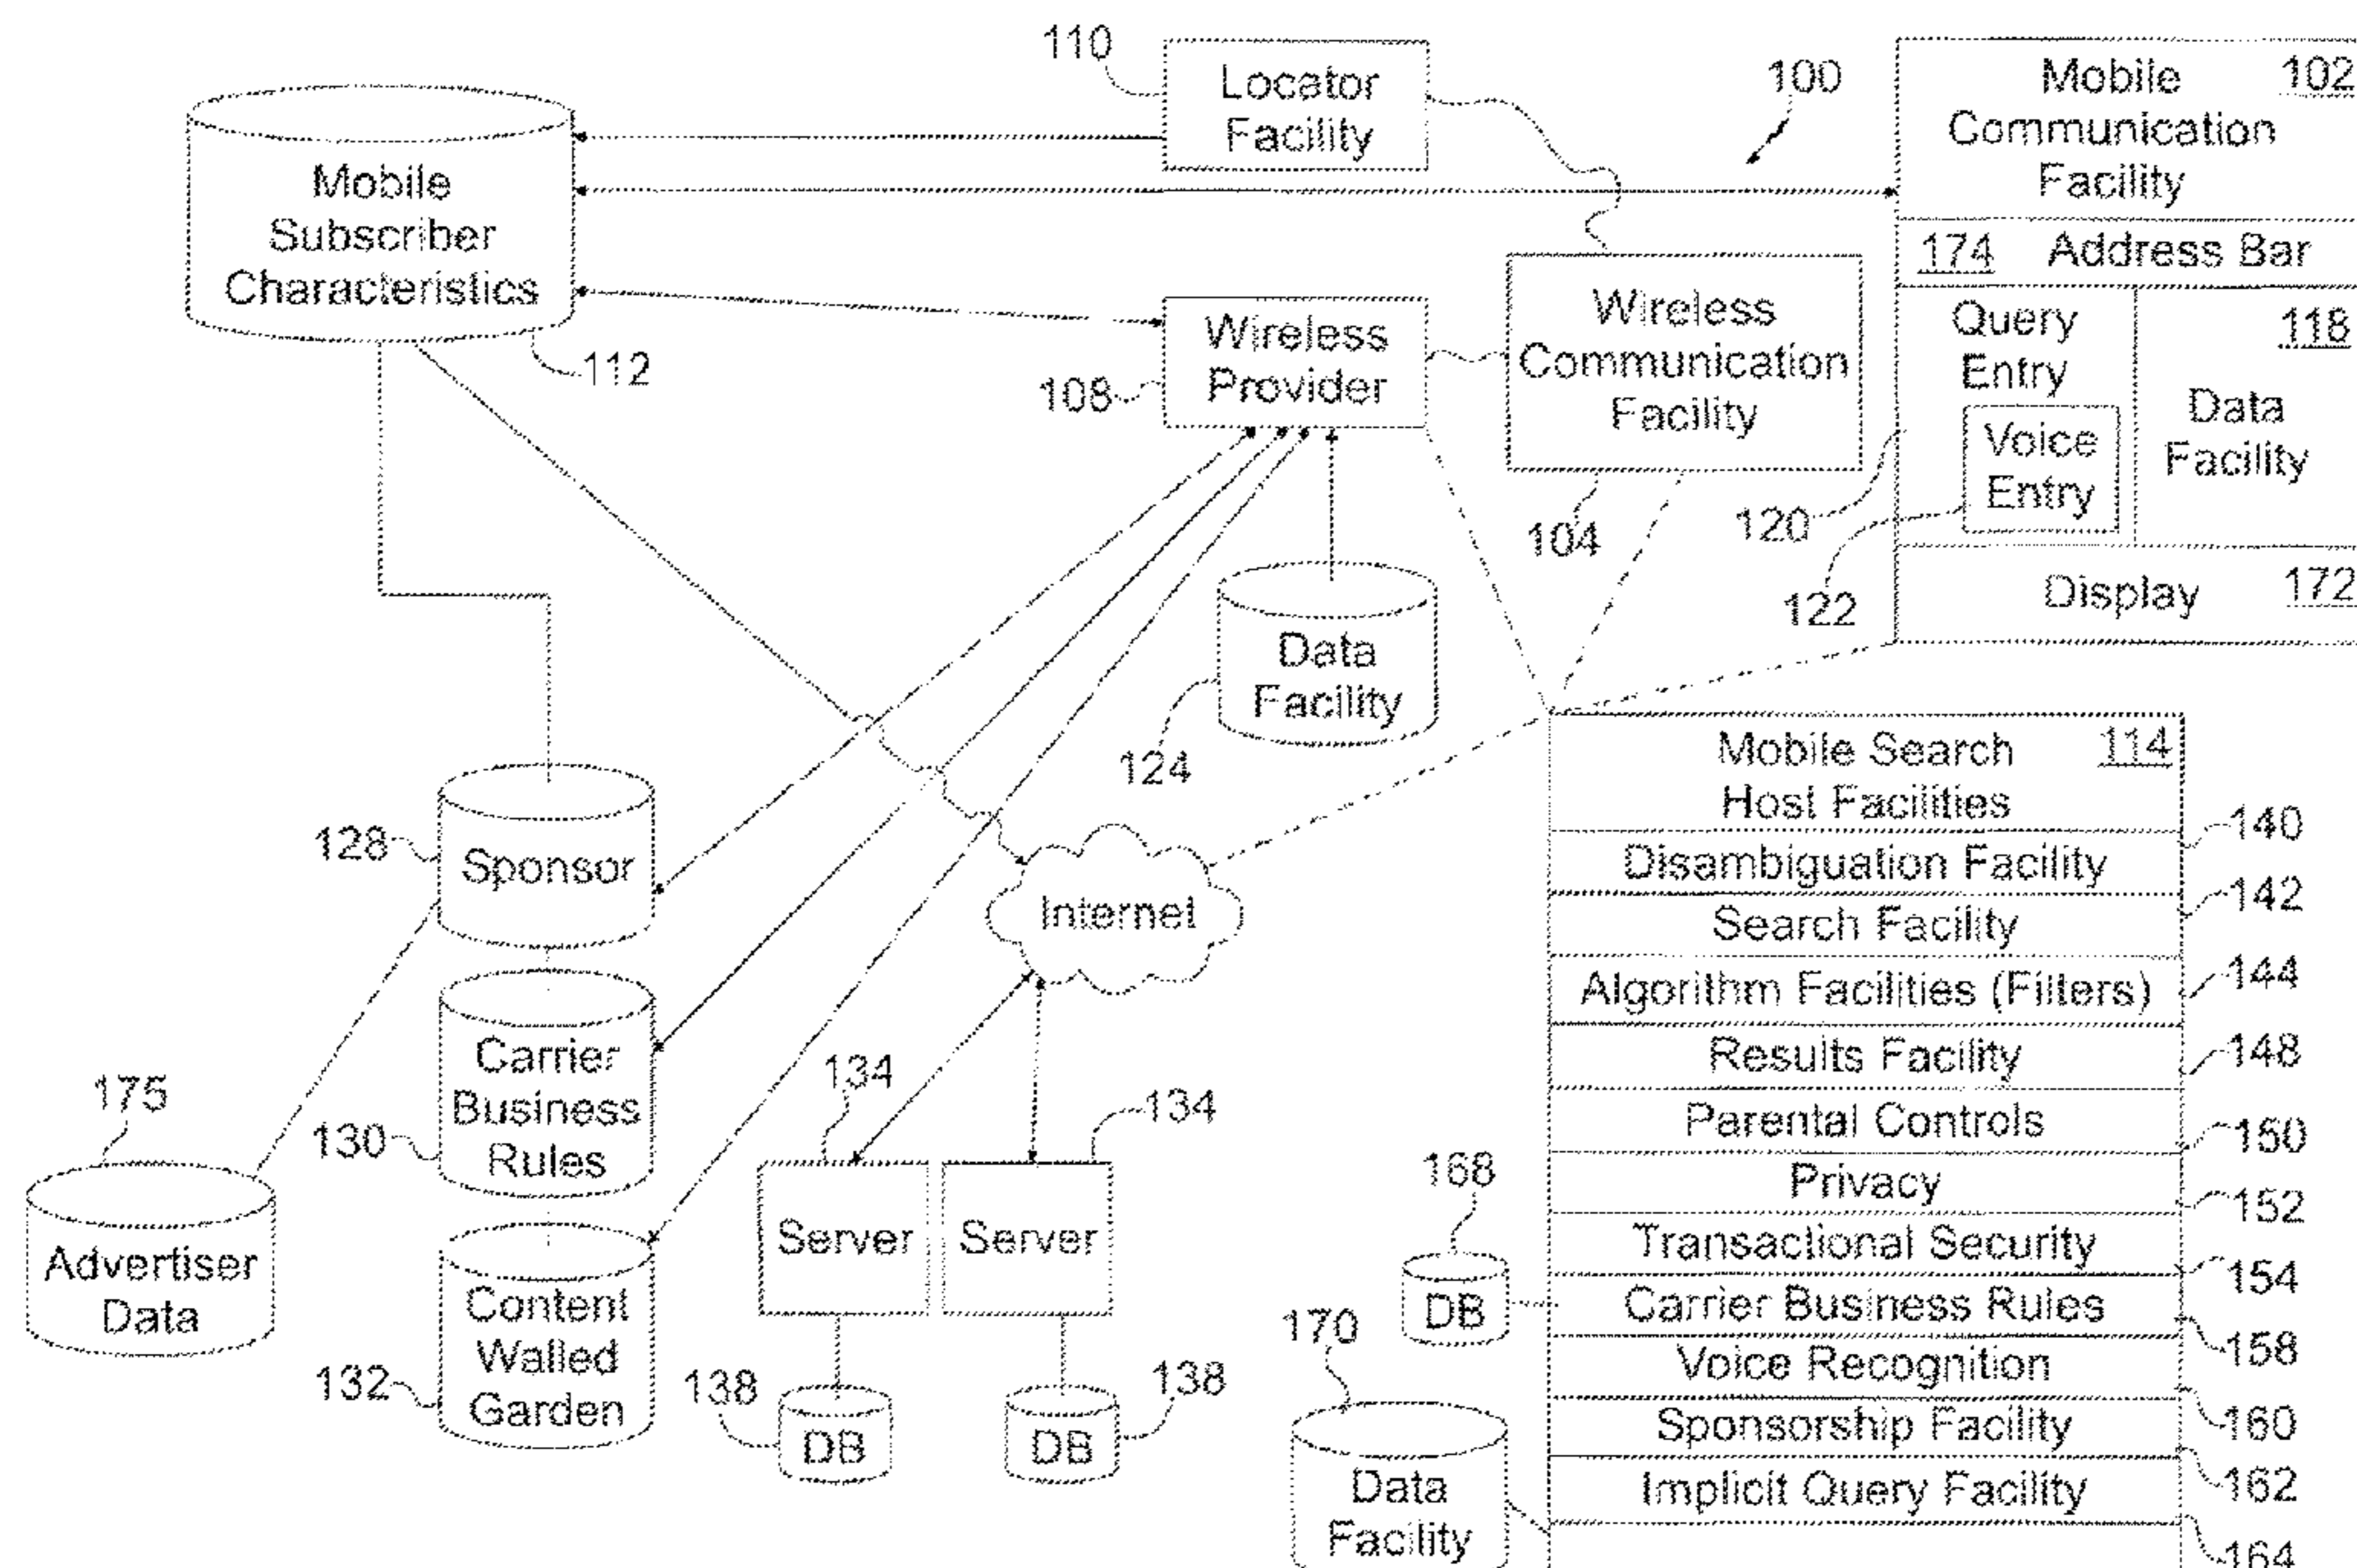 110
Locator
Facility
100
Mobile 102
Communication
Facility
174 Address Bar
Query
Entry
118
Data
Facility
Voice
Entry
120
122
Display 172
Mobile
Subscriber
Characteristics
112
Wireless
Provider
108
Wireless
Communication
Facility
104
Data
Facility
124
128
Sponsor
Internet
130
Carrier
Business
Rules
175
Advertiser
Data
132
Content
Walled
Garden
134
Server
134
Server
138
DB
138
DB
Mobile Search 114
Host Facilities
140
Disambiguation Facility
142
Search Facility
144
Algorithm Facilities (Filters)
148
Results Facility
150
Parental Controls
152
Privacy
154
Transactional Security
158
Carrier Business Rules
160
Voice Recognition
162
Sponsorship Facility
164
Implicit Query Facility
168
DB
170
Data
Facility